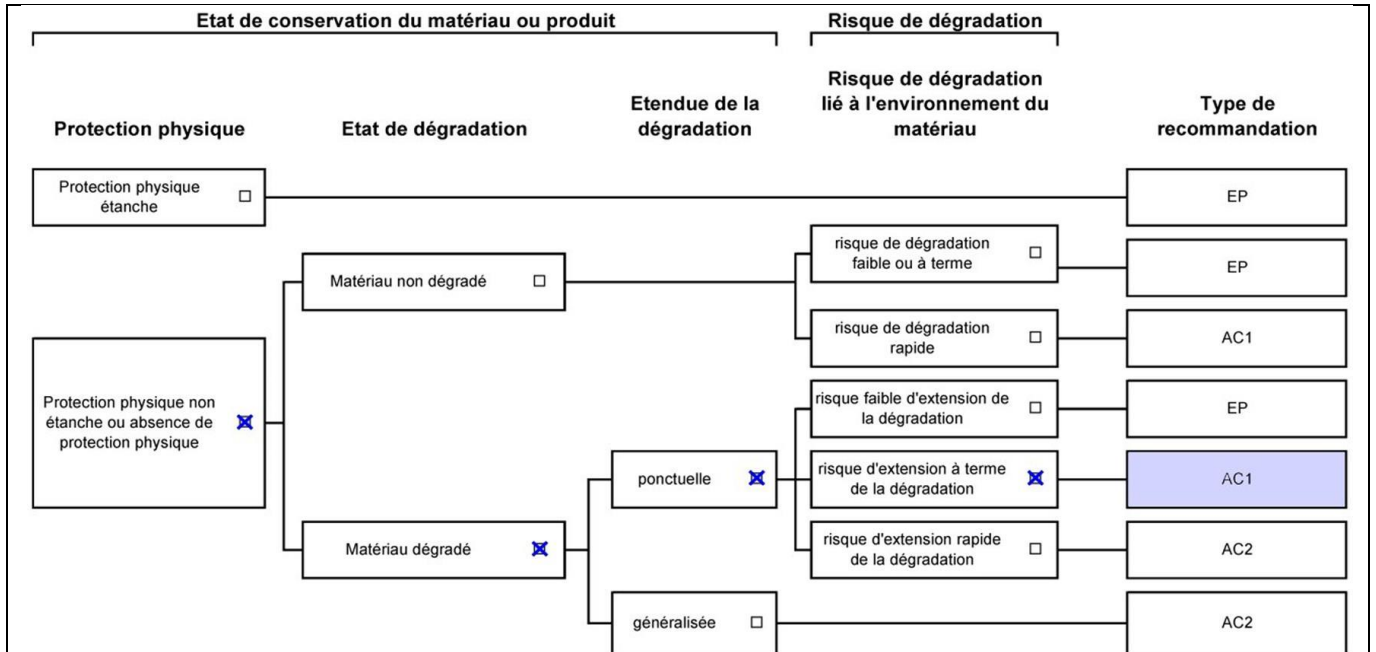 Etat de conservation du matériau ou produit
Risque de dégradation
Protection physique
Etat de dégradation
Etendue de la
dégradation
Risque de dégradation
lié à l'environnement du
matériau
Type de
recommandation
Protection physique
étanche
EP
risque de dégradation
faible ou à terme
EP
Matériau non dégradé
risque de dégradation
rapide
AC1
Protection physique non
étanche ou absence de
protection physique
risque faible d'extension de
la dégradation
EP
ponctuelle
risque d'extension à terme
de la dégradation
AC1
Matériau dégradé
risque d'extension rapide
de la dégradation
AC2
généralisée
AC2